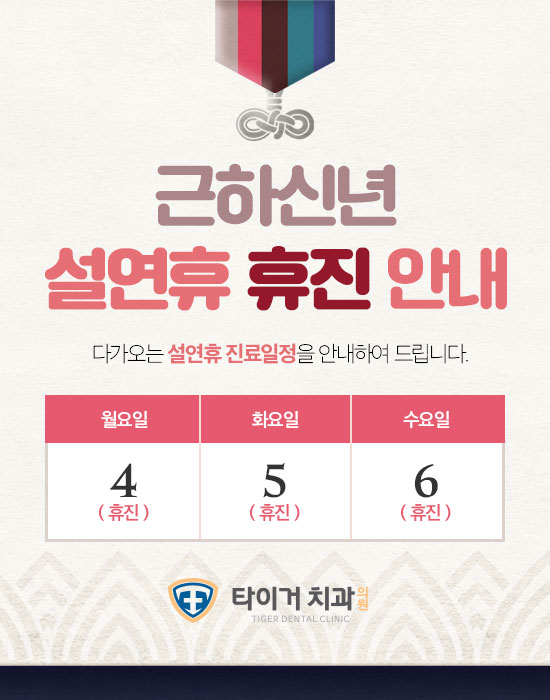 근하신년
설연휴 휴진 안내
다가오는 설연휴 진료일정을 안내하여 드립니다.
월요일 화요일 수요일
4 5 6
( 휴진 ) ( 휴진 ) ( 휴진 )
타이거 치과 의원
TIGER DENTAL CLINIC